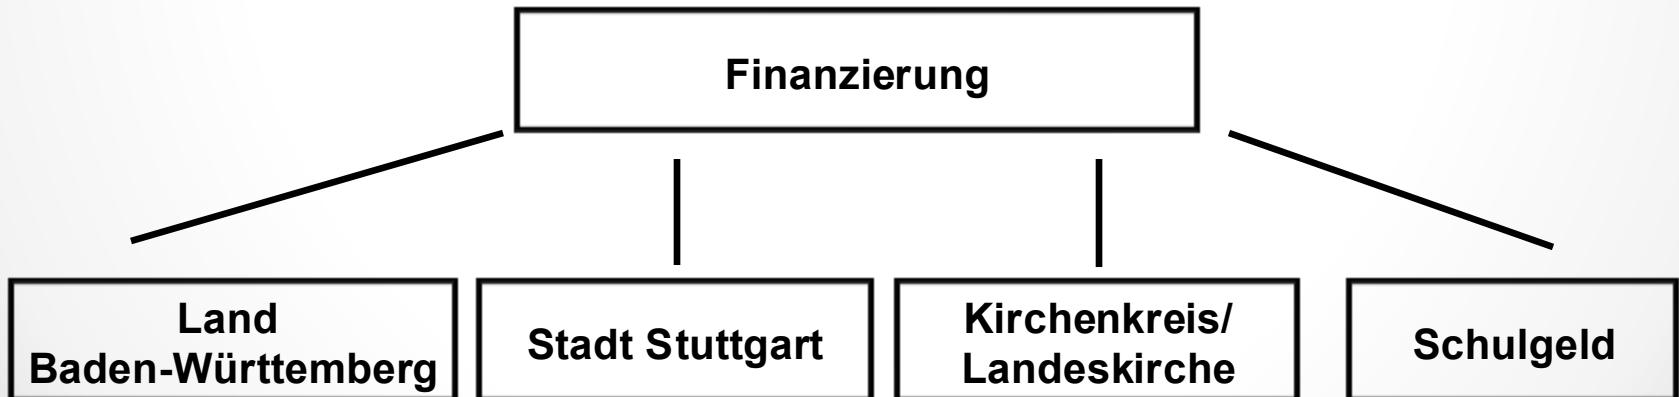 Finanzierung
Land
Baden-Württemberg
Stadt Stuttgart
Kirchenkreis/
Landeskirche
Schulgeld